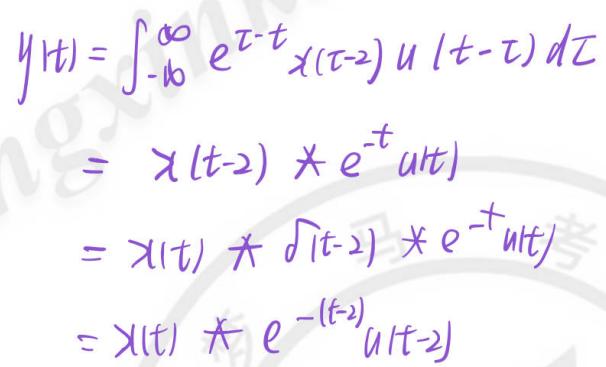 y(t) = ∫_{-∞}^{∞} e^{τ-t} x(τ-2) u(t-τ) dτ
= x(t-2) * e^{-t} u(t)
= x(t) * δ(t-2) * e^{-t} u(t)
= x(t) * e^{-(t-2)} u(t-2)